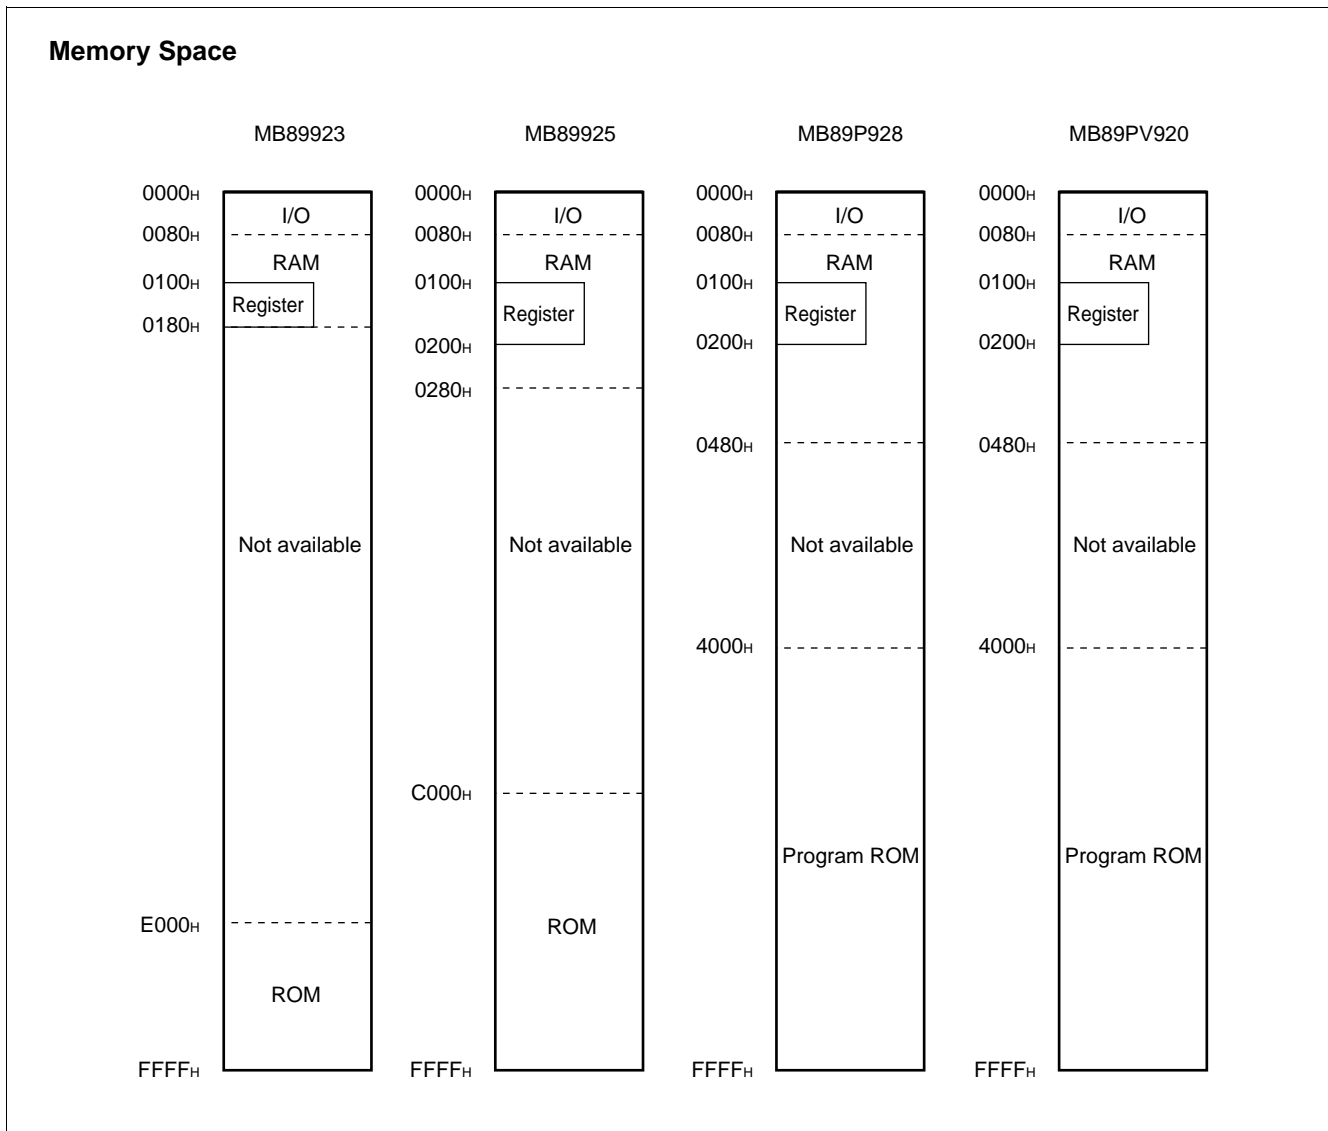 Memory Space
MB89923
0000H
I/O
0080H
RAM
0100H
Register
0180H
Not available
E000H
ROM
FFFFH
MB89925
0000H
I/O
0080H
RAM
0100H
Register
0200H
0280H
Not available
C000H
ROM
FFFFH
MB89P928
0000H
I/O
0080H
RAM
0100H
Register
0200H
0480H
Not available
4000H
Program ROM
FFFFH
MB89PV920
0000H
I/O
0080H
RAM
0100H
Register
0200H
0480H
Not available
4000H
Program ROM
FFFFH